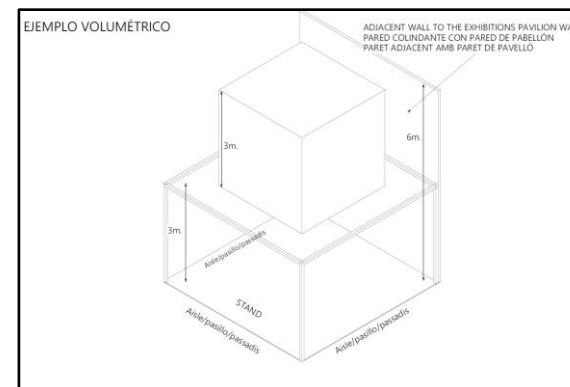 EJEMPLO VOLUMÉTRICO
ADJACENT WALL TO THE EXHIBITIONS PAVILION WA
PARED COLINDANTE CON PARED DE PABELLÓN
PARET ADJACENT AMB PARET DE PAVELLÓ
3m.
6m.
3m.
Aisle/pasillo/passadis
STAND
Aisle/pasillo/passadis
Aisle/pasillo/passadis